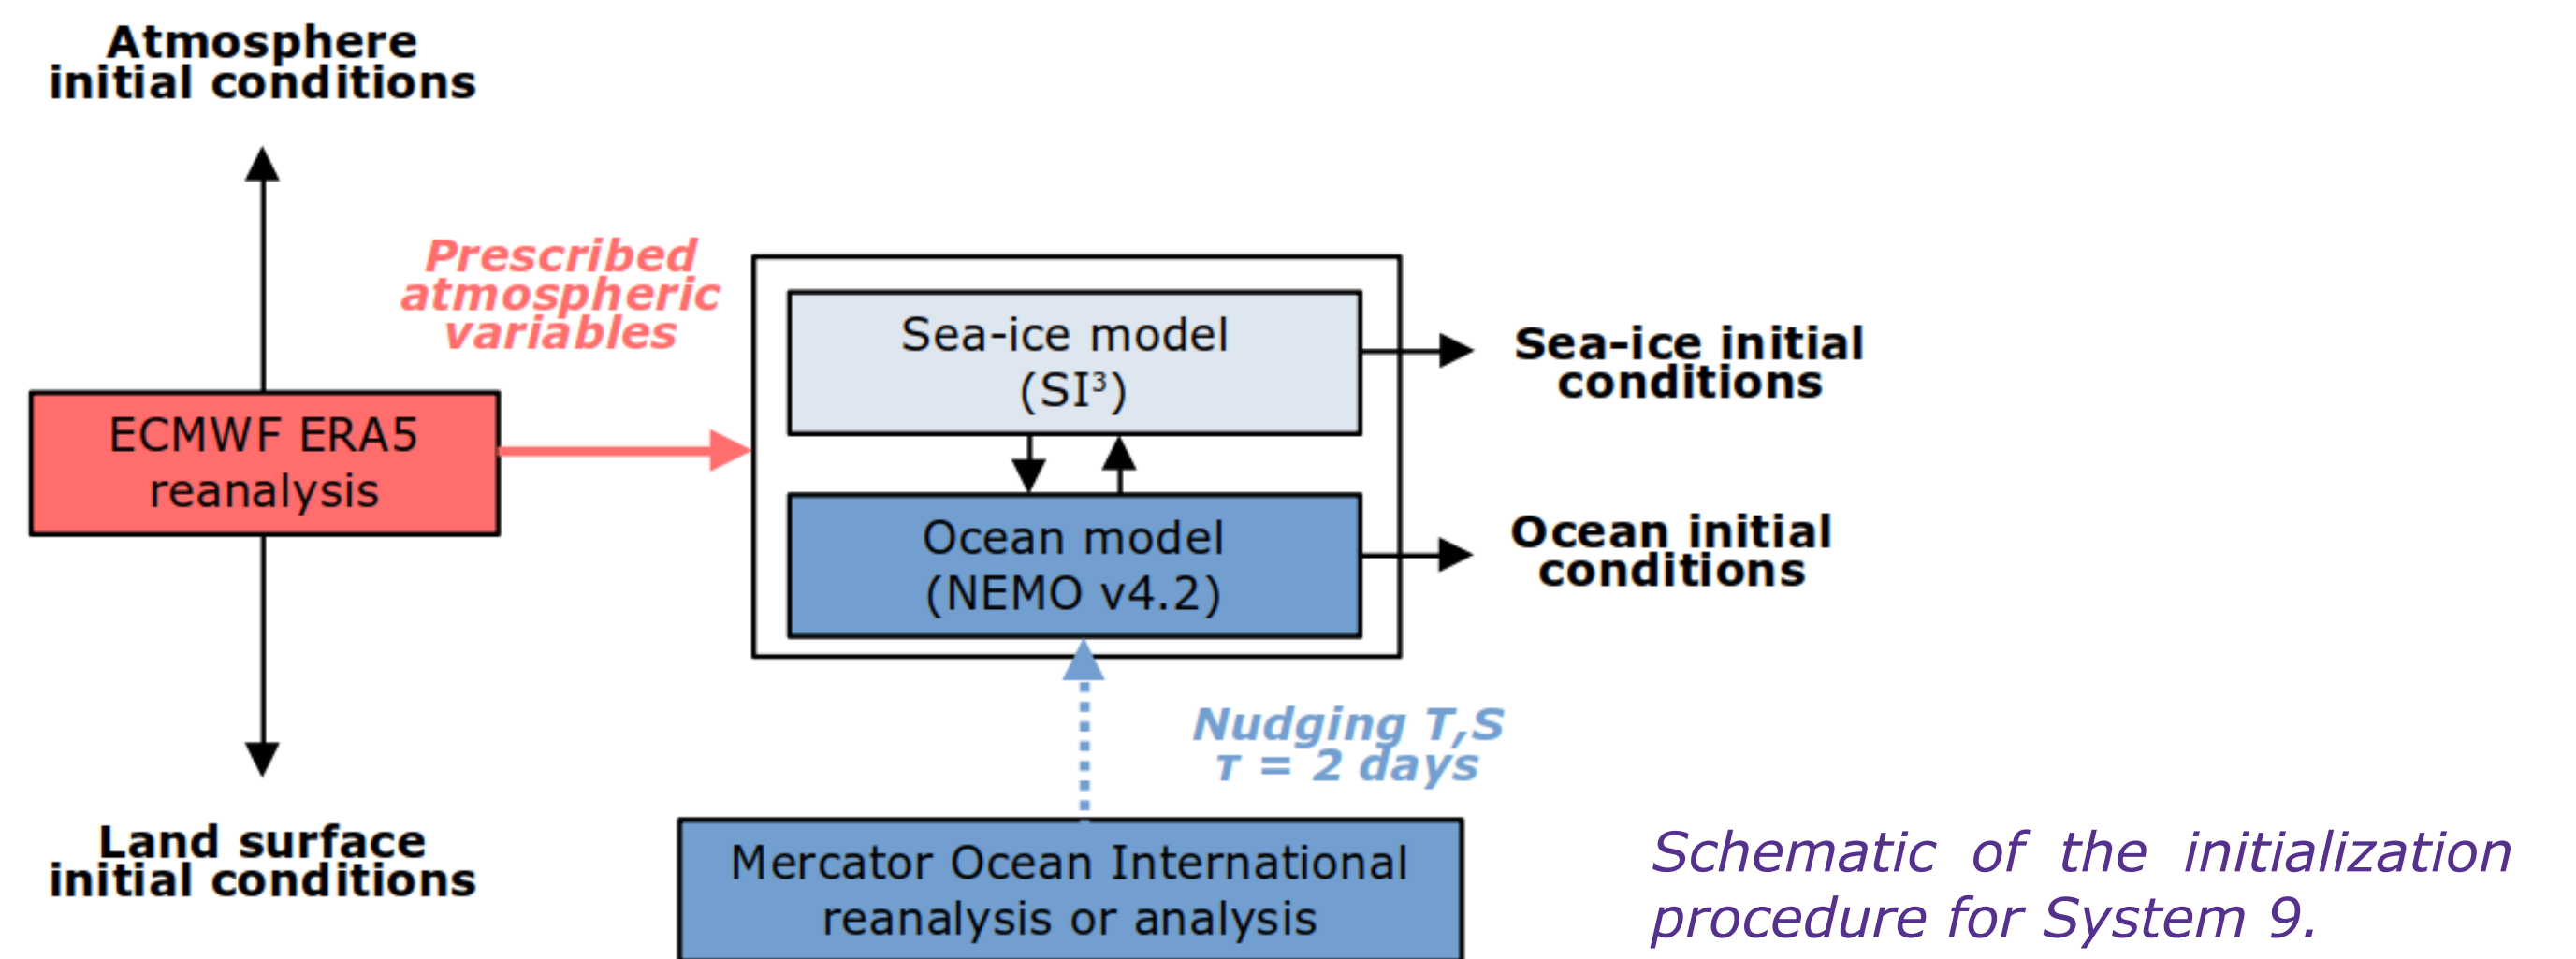 Atmosphere
initial conditions
Prescribed
atmospheric
variables
Sea-ice model
(SI³)
Sea-ice initial
conditions
ECMWF ERA5
reanalysis
Ocean model
(NEMO v4.2)
Ocean initial
conditions
Nudging T,S
τ = 2 days
Land surface
initial conditions
Mercator Ocean International
reanalysis or analysis
Schematic of the initialization
procedure for System 9.